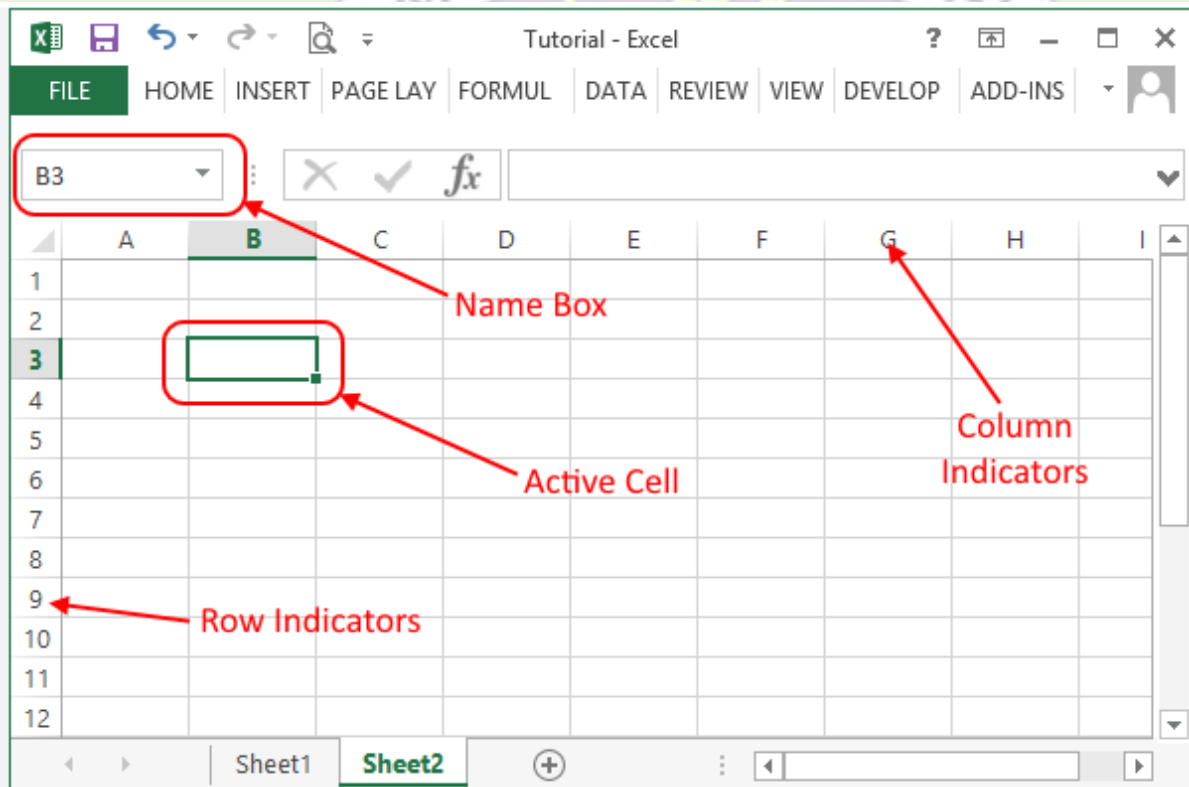 Tutorial - Excel ?
FILE HOME INSERT PAGE LAY FORMUL DATA REVIEW VIEW DEVELOP ADD-INS
B3 fx
A B C D E F G H I
1
Name Box
2
3
4
Column
5
Indicators
6 Active Cell
7
8
9
Row Indicators
10
11
12
Sheet1 Sheet2